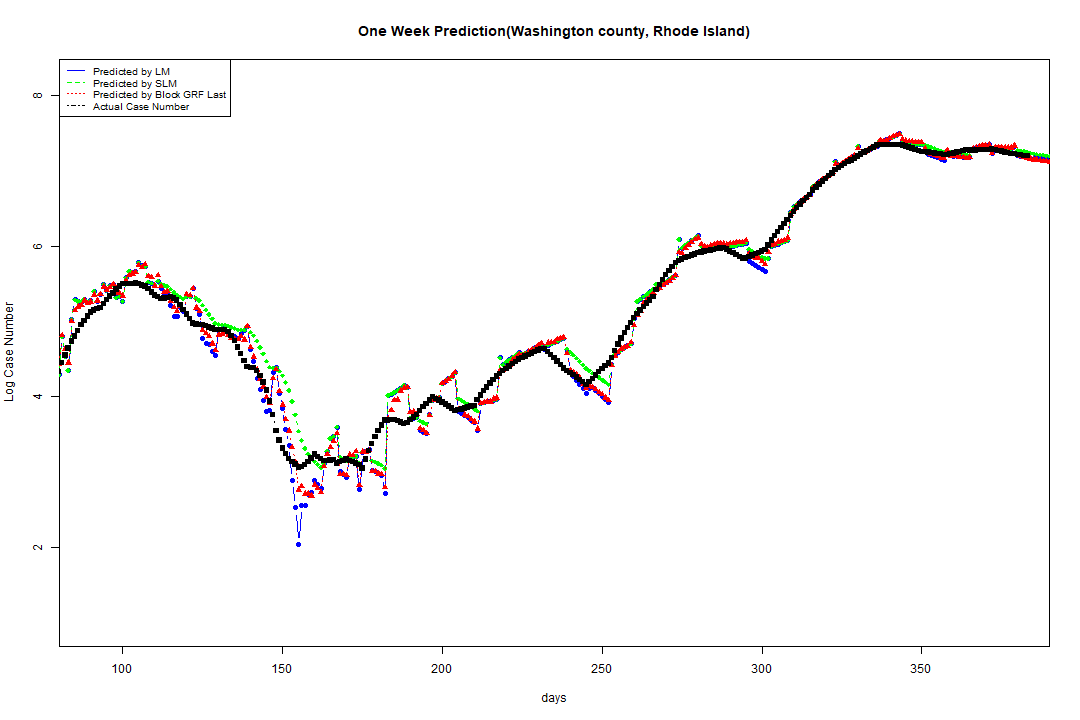 One Week Prediction(Washington county, Rhode Island)
Predicted by LM
Predicted by SLM
Predicted by Block GRF Last
Actual Case Number
Log Case Number
8
6
4
2
100 150 200 250 300 350
days